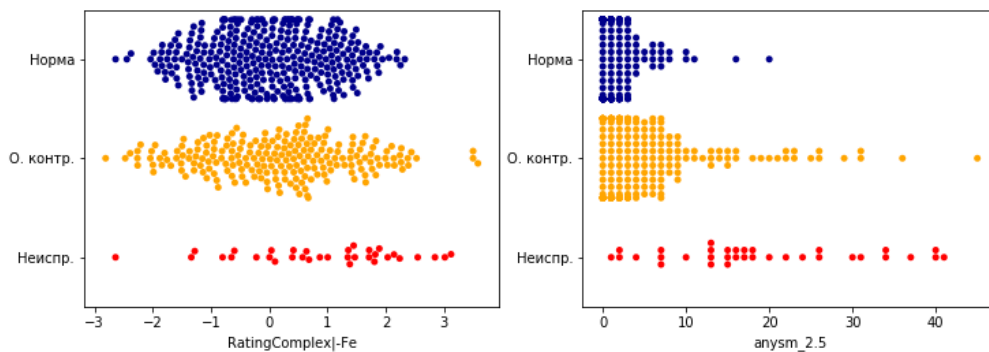 Норма
О. контр.
Неиспр.
−3 −2 −1 0 1 2 3
RatingComplex|-Fe
Норма
О. контр.
Неиспр.
0 10 20 30 40
anysm_2.5